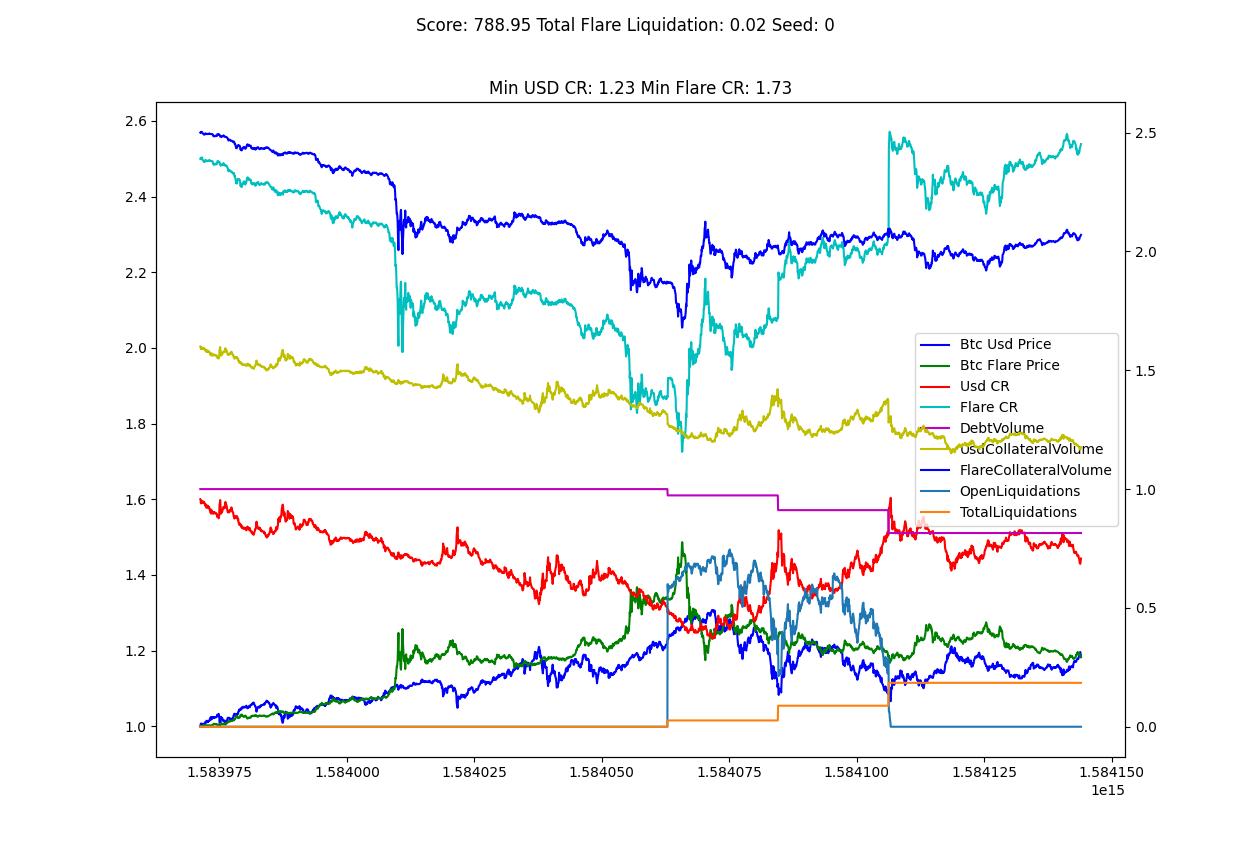 Score: 788.95 Total Flare Liquidation: 0.02 Seed: 0
Min USD CR: 1.23 Min Flare CR: 1.73
2.6
2.4
2.2
2.0
1.8
1.6
1.4
1.2
1.0
2.5
2.0
1.5
1.0
0.5
0.0
Btc Usd Price
Btc Flare Price
Usd CR
Flare CR
DebtVolume
UsdCollateralVolume
FlareCollateralVolume
OpenLiquidations
TotalLiquidations
1.583975 1.584000 1.584025 1.584050 1.584075 1.584100 1.584125 1.584150
1e15